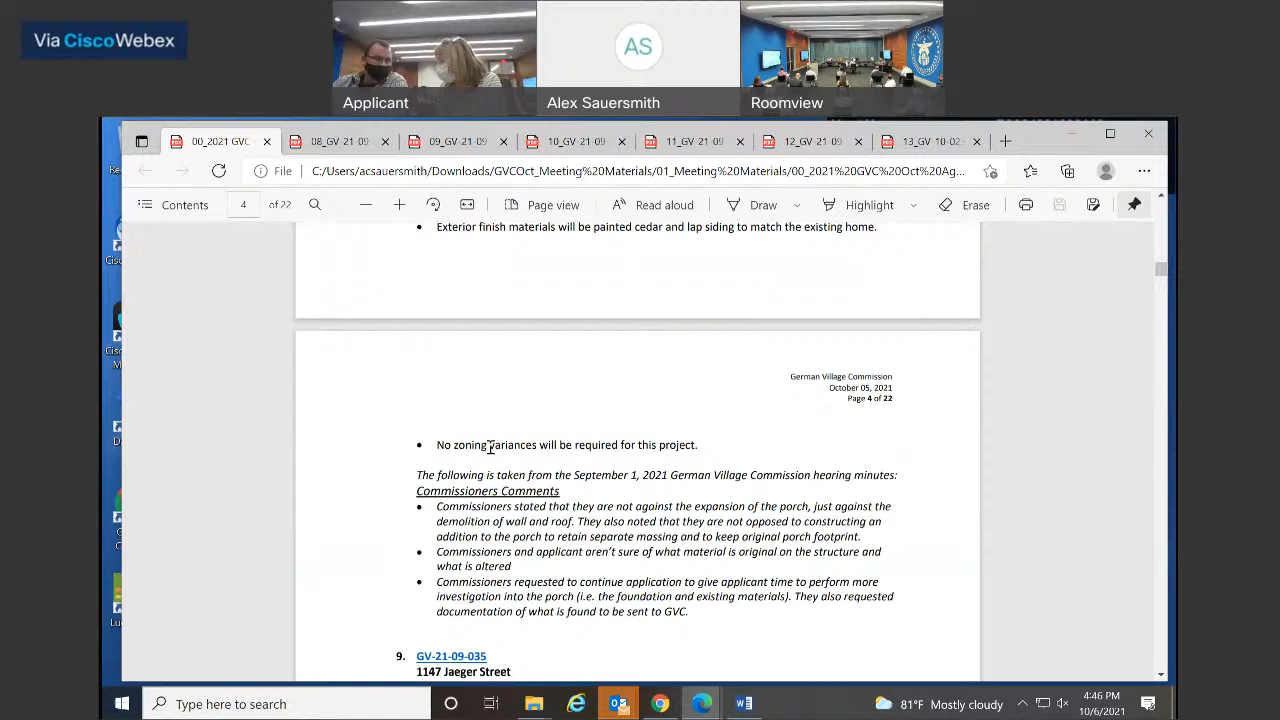 Via CiscoWebex
AS
Applicant
Alex Sauersmith
Roomview
00_2021 GVC
08_GV-21-09
09_GV-21-09
10_GV-21-09
11_GV-21-09
12_GV-21-09
13_GV-10-02
File
C:/Users/acsauersmith/Downloads/GVCOct_Meeting%20Materials/01_Meeting%20Materials/00_2021%20GVC%20Oct%20Ag...
Contents
4
of 22
Page view
Read aloud
Draw
Highlight
Erase
• Exterior finish materials will be painted cedar and lap siding to match the existing home.
German Village Commission
October 05, 2021
Page 4 of 22
• No zoning variances will be required for this project.
The following is taken from the September 1, 2021 German Village Commission hearing minutes:
Commissioners Comments
• Commissioners stated that they are not against the expansion of the porch, just against the
demolition of wall and roof. They also noted that they are not opposed to constructing an
addition to the porch to retain separate massing and to keep original porch footprint.
• Commissioners and applicant aren't sure of what material is original on the structure and
what is altered
• Commissioners requested to continue application to give applicant time to perform more
investigation into the porch (i.e. the foundation and existing materials). They also requested
documentation of what is found to be sent to GVC.
9. GV-21-09-035
1147 Jaeger Street
Type here to search
81°F Mostly cloudy
4:46 PM
10/6/2021